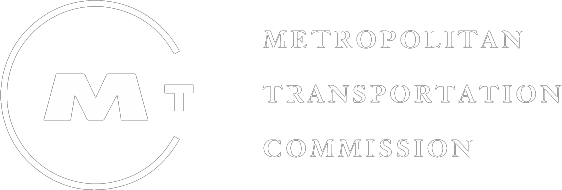 MT
METROPOLITAN
TRANSPORTATION
COMMISSION